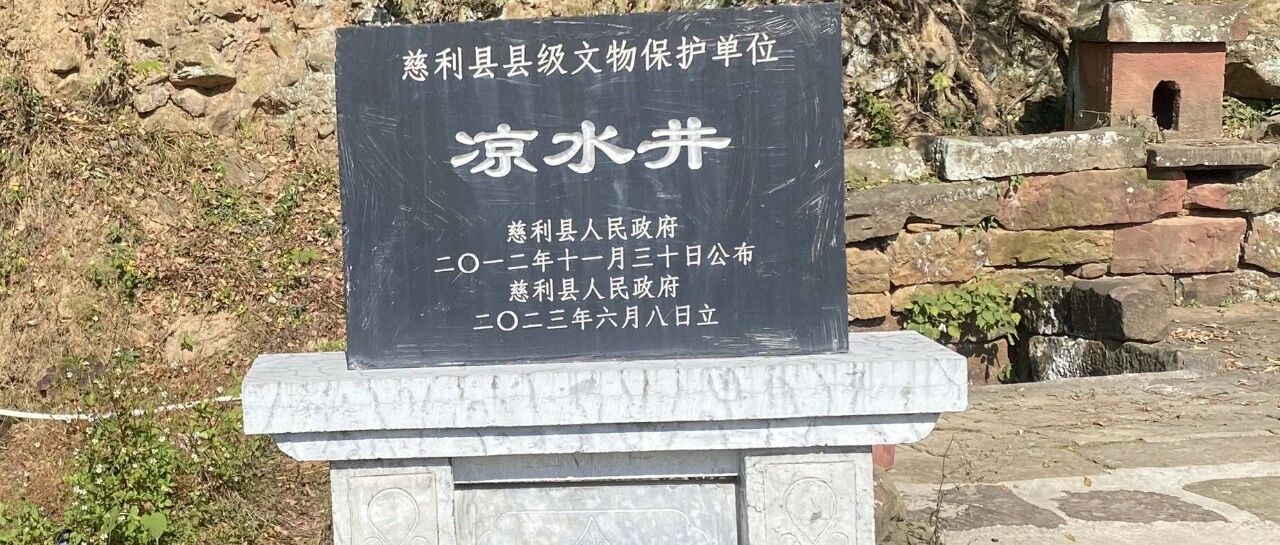 慈利县县级文物保护单位
凉水井
慈利县人民政府
二〇一二年十一月三十日公布
慈利县人民政府
二〇二三年六月八日立